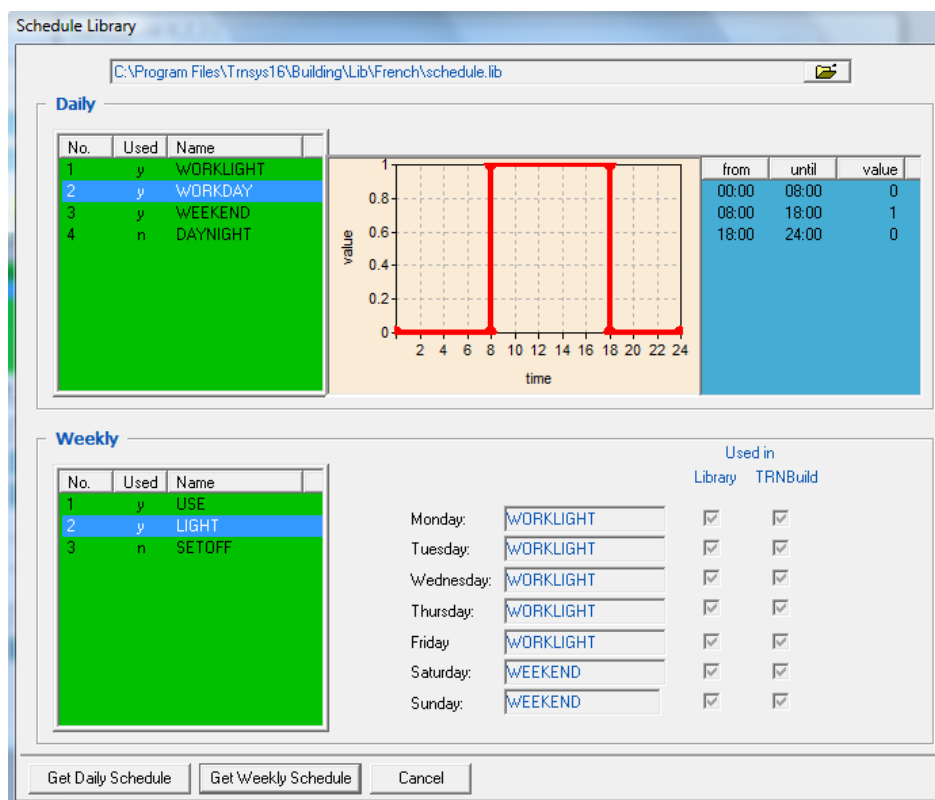 Schedule Library
C:\Program Files\Trnsys16\Building\Lib\French\schedule.lib
Daily
No. Used Name
1 y WORKLIGHT
2 y WORKDAY
3 y WEEKEND
4 n DAYNIGHT
value
1
0.8
0.6
0.4
0.2
0
2 4 6 8 10 12 14 16 18 20 22 24
time
from until value
00:00 08:00 0
08:00 18:00 1
18:00 24:00 0
Weekly
No. Used Name
1 y USE
2 y LIGHT
3 n SETOFF
Used in
Library TRNBuild
Monday: WORKLIGHT
Tuesday: WORKLIGHT
Wednesday: WORKLIGHT
Thursday: WORKLIGHT
Friday WORKLIGHT
Saturday: WEEKEND
Sunday: WEEKEND
Get Daily Schedule Get Weekly Schedule Cancel